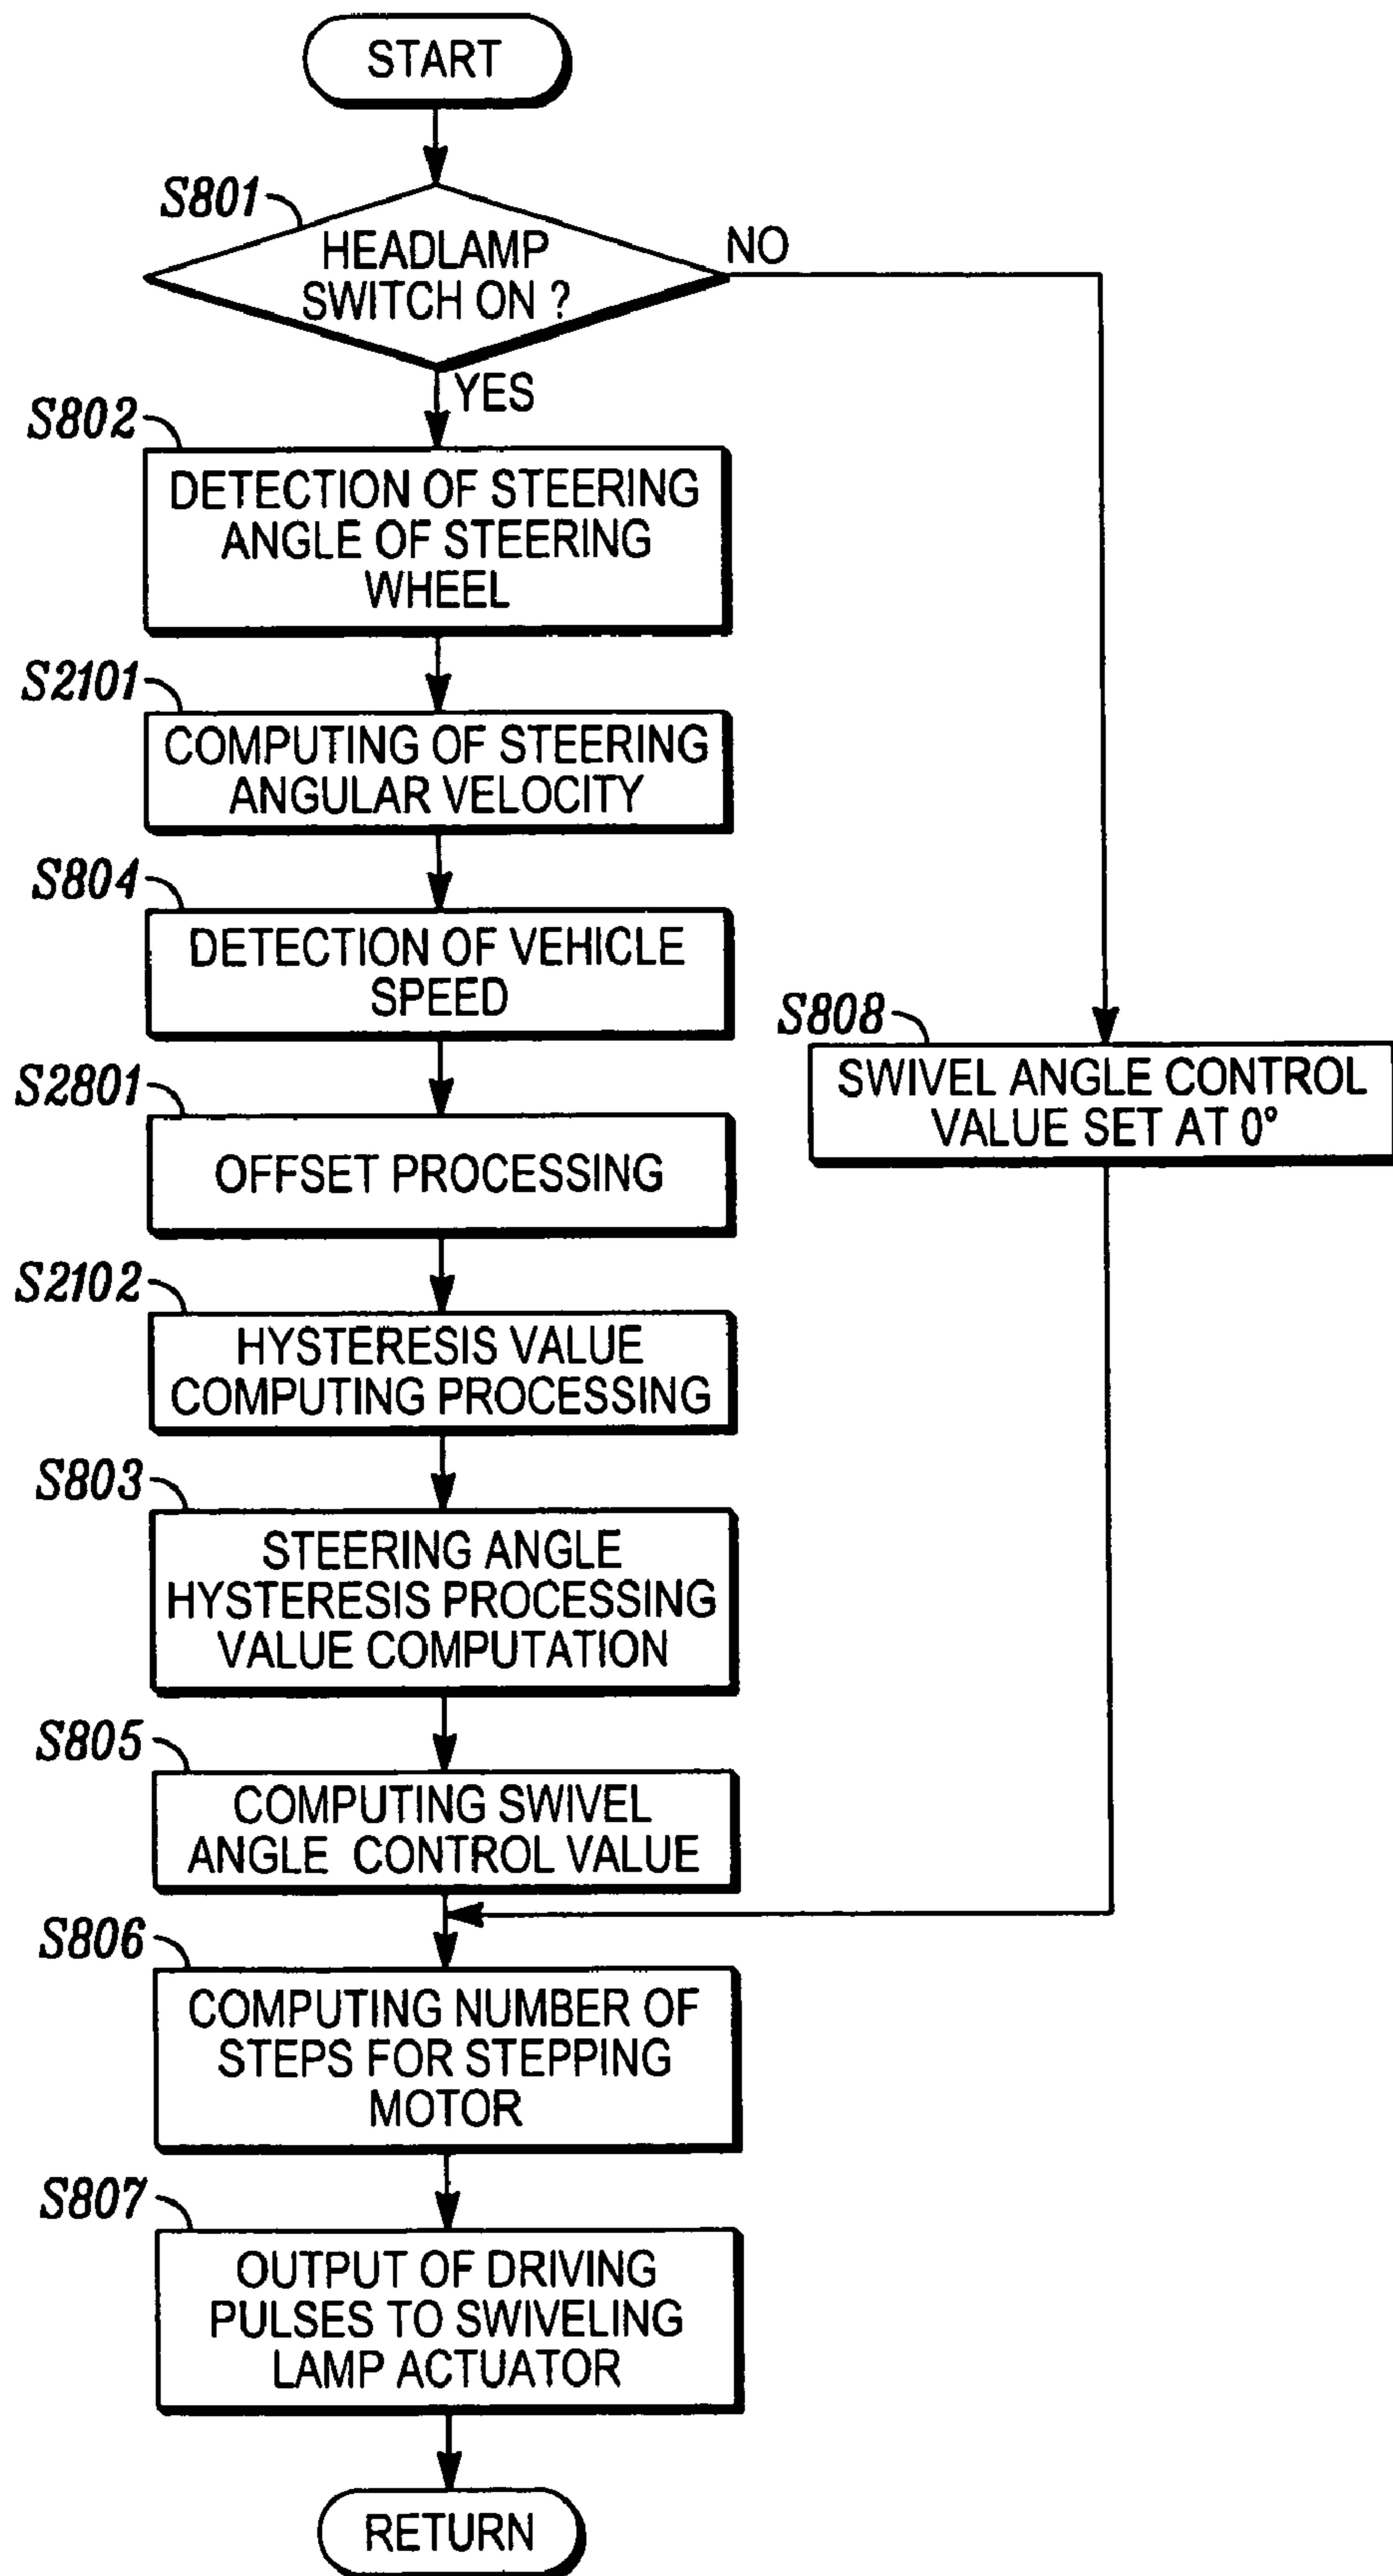 START
S801
HEADLAMP
SWITCH ON ?
NO
YES
S802
DETECTION OF STEERING
ANGLE OF STEERING
WHEEL
S2101
COMPUTING OF STEERING
ANGULAR VELOCITY
S804
DETECTION OF VEHICLE
SPEED
S808
SWIVEL ANGLE CONTROL
VALUE SET AT 0°
S2801
OFFSET PROCESSING
S2102
HYSTERESIS VALUE
COMPUTING PROCESSING
S803
STEERING ANGLE
HYSTERESIS PROCESSING
VALUE COMPUTATION
S805
COMPUTING SWIVEL
ANGLE CONTROL VALUE
S806
COMPUTING NUMBER OF
STEPS FOR STEPPING
MOTOR
S807
OUTPUT OF DRIVING
PULSES TO SWIVELING
LAMP ACTUATOR
RETURN